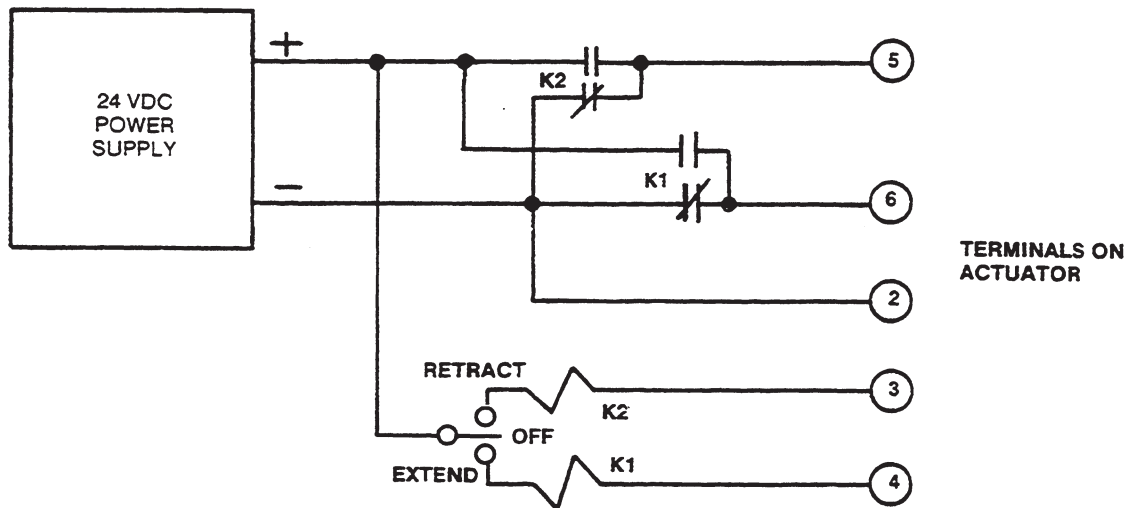 24 VDC
POWER
SUPPLY
+
−
K2
K1
5
6
2
3
4
TERMINALS ON
ACTUATOR
RETRACT
K2
OFF
EXTEND
K1